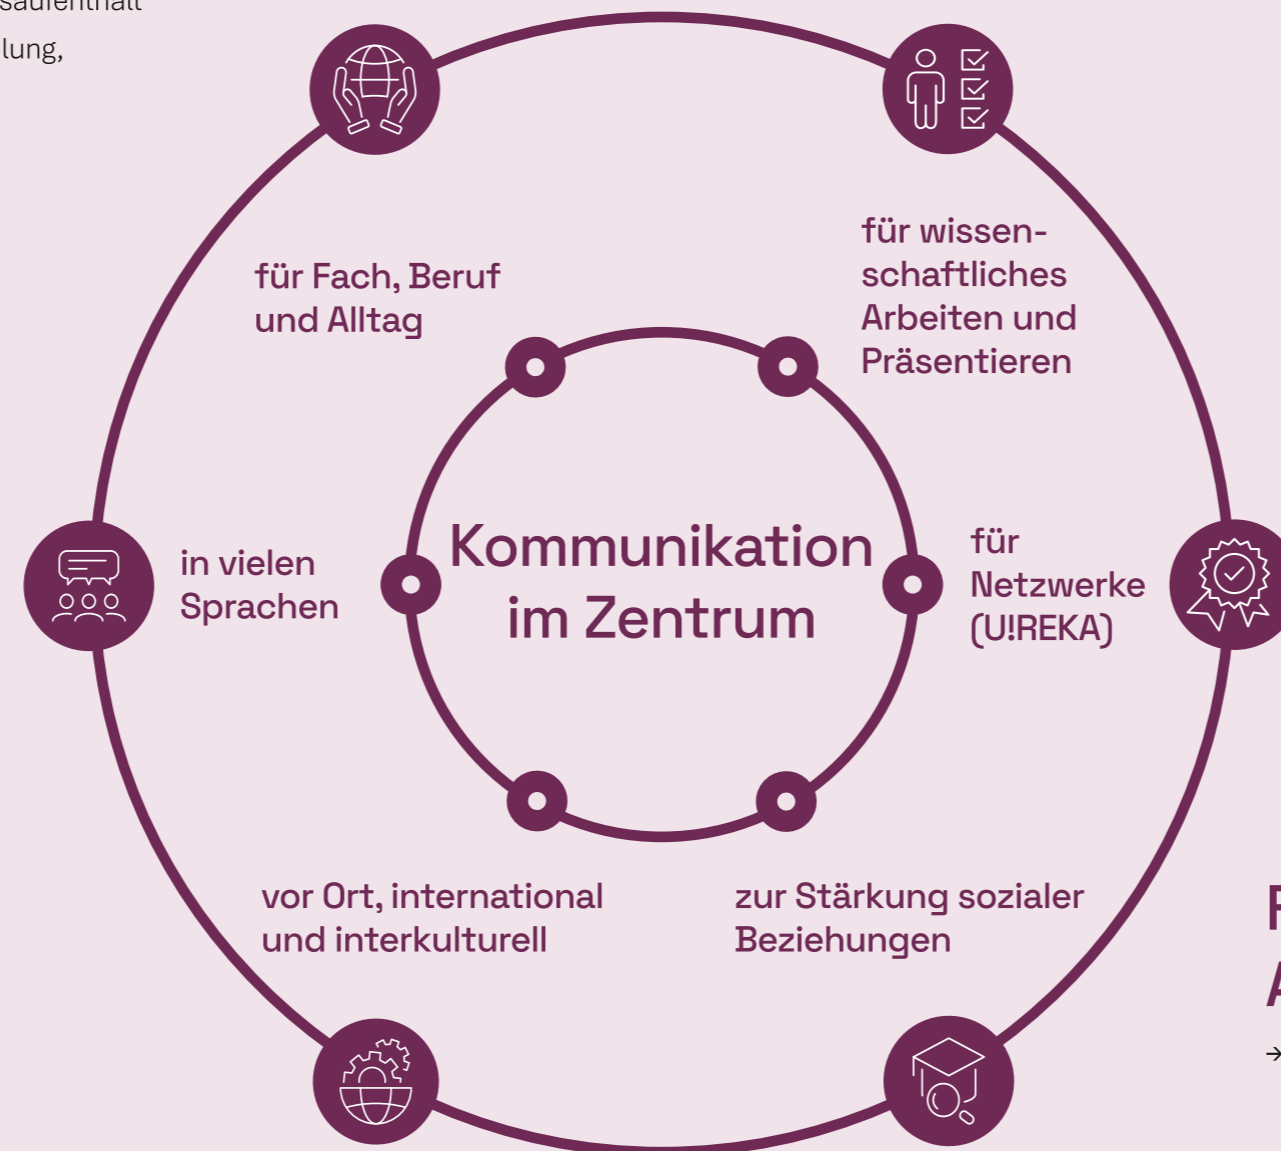 lung,
für Fach, Beruf
und Alltag
für wissen-
schaftliches
Arbeiten und
Präsentieren
in vielen
Sprachen
Kommunikation
im Zentrum
für
Netzwerke
(U!REKA)
vor Ort, international
und interkulturell
zur Stärkung sozialer
Beziehungen
→